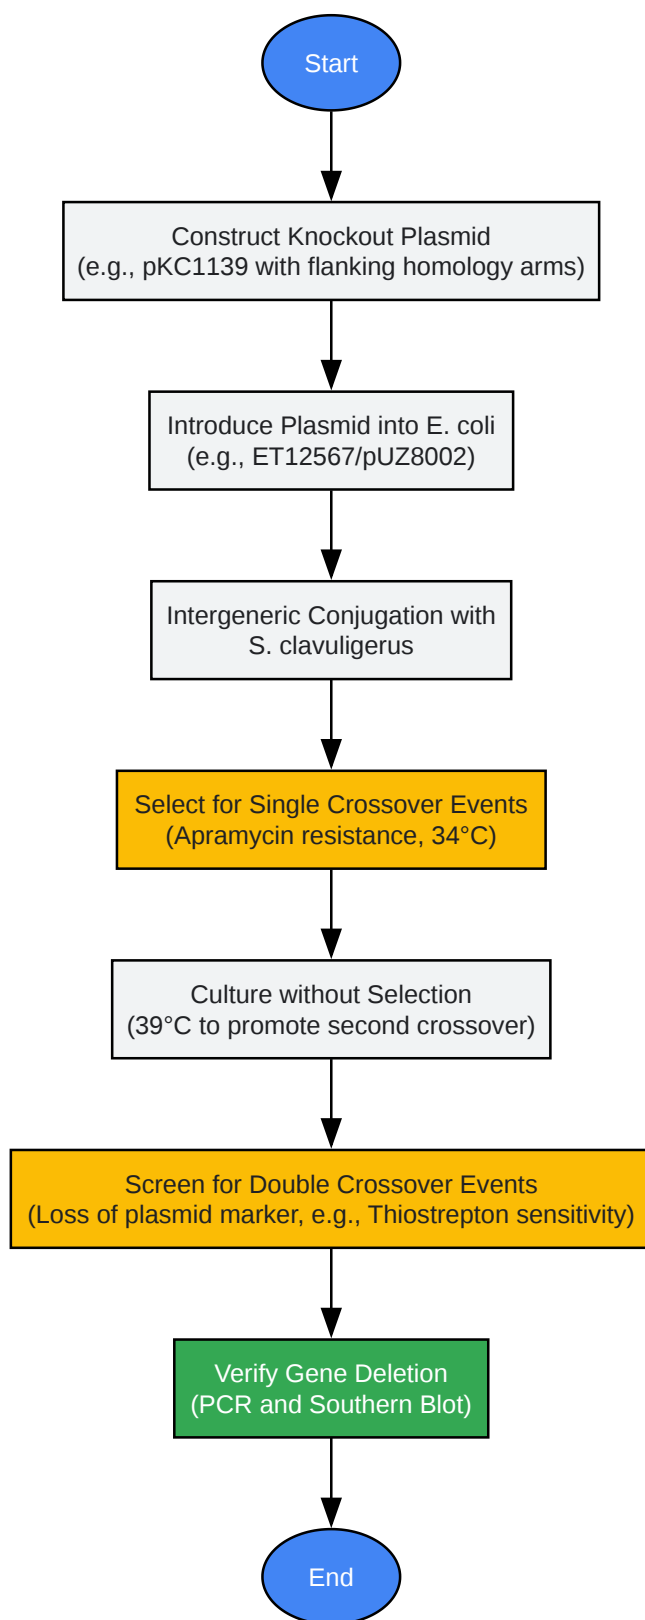 Start
Construct Knockout Plasmid
(e.g., pKC1139 with flanking homology arms)
Introduce Plasmid into E. coli
(e.g., ET12567/pUZ8002)
Intergeneric Conjugation with
S. clavuligerus
Select for Single Crossover Events
(Apramycin resistance, 34°C)
Culture without Selection
(39°C to promote second crossover)
Screen for Double Crossover Events
(Loss of plasmid marker, e.g., Thiostrepton sensitivity)
Verify Gene Deletion
(PCR and Southern Blot)
End